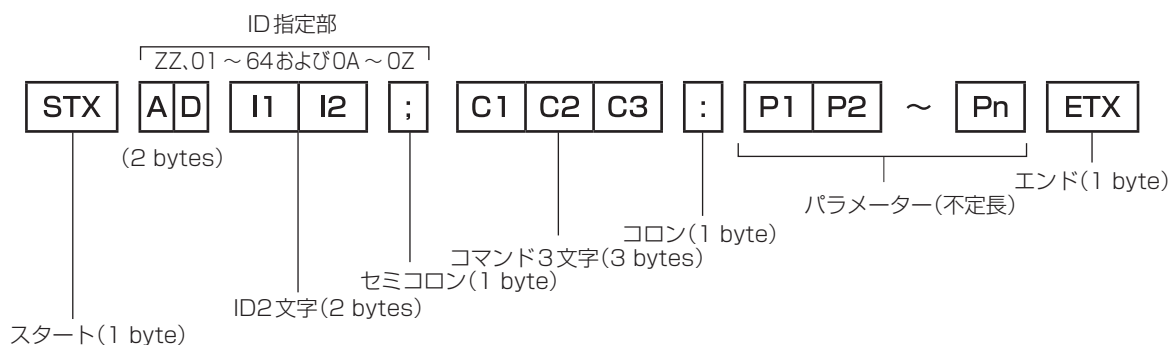 ID指定部
ZZ、01～64および0A～0Z
STX A D I1 I2 ; C1 C2 C3 : P1 P2 ～ Pn ETX
(2 bytes)
エンド(1 byte)
パラメーター(不定長)
コロン(1 byte)
コマンド3文字(3 bytes)
セミコロン(1 byte)
ID2文字(2 bytes)
スタート(1 byte)